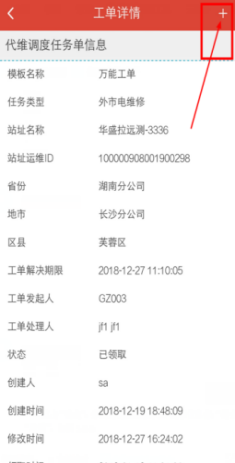 工单详情
代维调度任务单信息
模板名称 万能工单
任务类型 外市电维修
站址名称 华盛拉远测-3336
站址运维ID 100000908001900298
省份 湖南分公司
地市 长沙分公司
区县 芙蓉区
工单解决期限 2018-12-27 11:10:05
工单发起人 GZ003
工单处理人 jf1 jf1
状态 已领取
创建人 sa
创建时间 2018-12-19 18:48:09
修改时间 2018-12-27 16:24:02